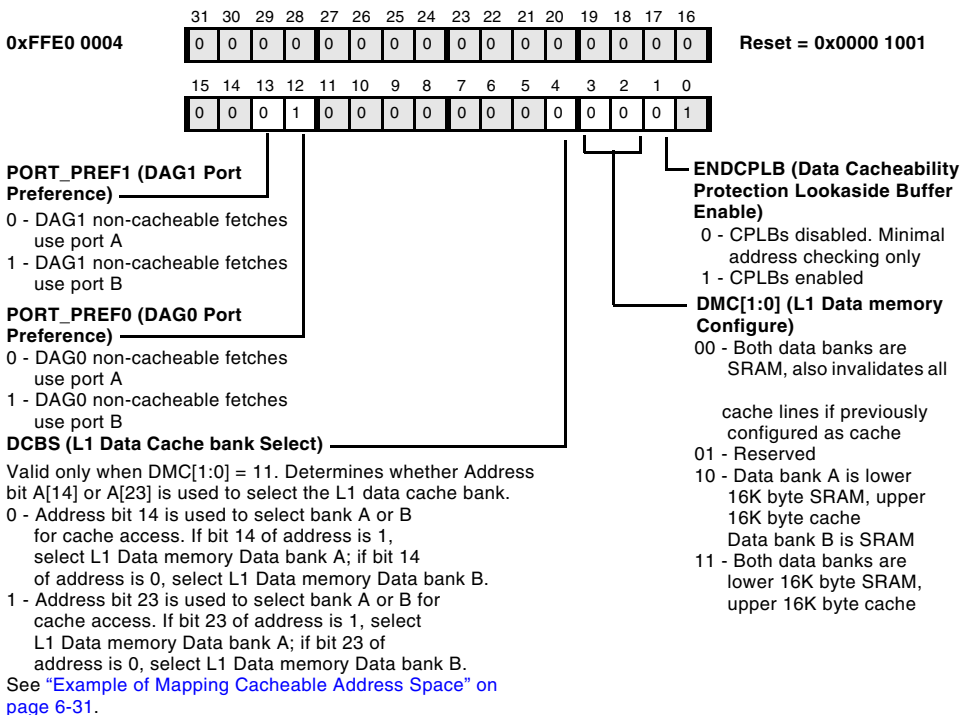 31 30 29 28 27 26 25 24 23 22 21 20 19 18 17 16
0xFFE0 0004
0 0 0 0 0 0 0 0 0 0 0 0 0 0 0 0
Reset = 0x0000 1001
15 14 13 12 11 10 9 8 7 6 5 4 3 2 1 0
0 0 0 1 0 0 0 0 0 0 0 0 0 0 0 1
PORT_PREF1 (DAG1 Port
Preference)
0 - DAG1 non-cacheable fetches
use port A
1 - DAG1 non-cacheable fetches
use port B
PORT_PREF0 (DAG0 Port
Preference)
0 - DAG0 non-cacheable fetches
use port A
1 - DAG0 non-cacheable fetches
use port B
DCBS (L1 Data Cache bank Select)
Valid only when DMC[1:0] = 11. Determines whether Address
bit A[14] or A[23] is used to select the L1 data cache bank.
0 - Address bit 14 is used to select bank A or B
for cache access. If bit 14 of address is 1,
select L1 Data memory Data bank A; if bit 14
of address is 0, select L1 Data memory Data bank B.
1 - Address bit 23 is used to select bank A or B for
cache access. If bit 23 of address is 1, select
L1 Data memory Data bank A; if bit 23 of
address is 0, select L1 Data memory Data bank B.
See “Example of Mapping Cacheable Address Space” on
page 6-31.
ENDCPLB (Data Cacheability
Protection Lookaside Buffer
Enable)
0 - CPLBs disabled. Minimal
address checking only
1 - CPLBs enabled
DMC[1:0] (L1 Data memory
Configure)
00 - Both data banks are
SRAM, also invalidates all
cache lines if previously
configured as cache
01 - Reserved
10 - Data bank A is lower
16K byte SRAM, upper
16K byte cache
Data bank B is SRAM
11 - Both data banks are
lower 16K byte SRAM,
upper 16K byte cache